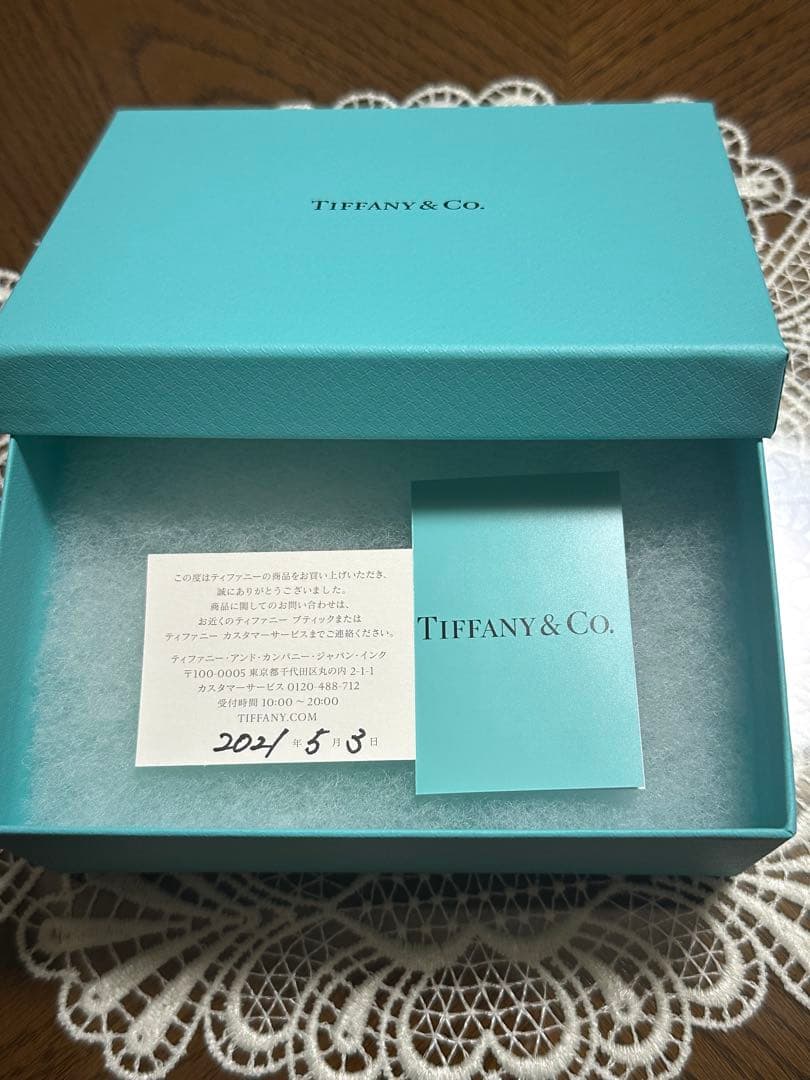 TIFFANY & CO.
この度はティファニーの商品をお買い上げいただき、
誠にありがとうございました。
商品に関してのお問い合わせは、
お近くのティファニー ブティックまたは
ティファニー カスタマーサービスまでご連絡ください。
ティファニー・アンド・カンパニー・ジャパン・インク
〒100-0005 東京都千代田区丸の内 2-1-1
カスタマーサービス 0120-488-712
受付時間 10:00 ~ 20:00
TIFFANY.COM
2021 年 5 月 3 日
TIFFANY & CO.